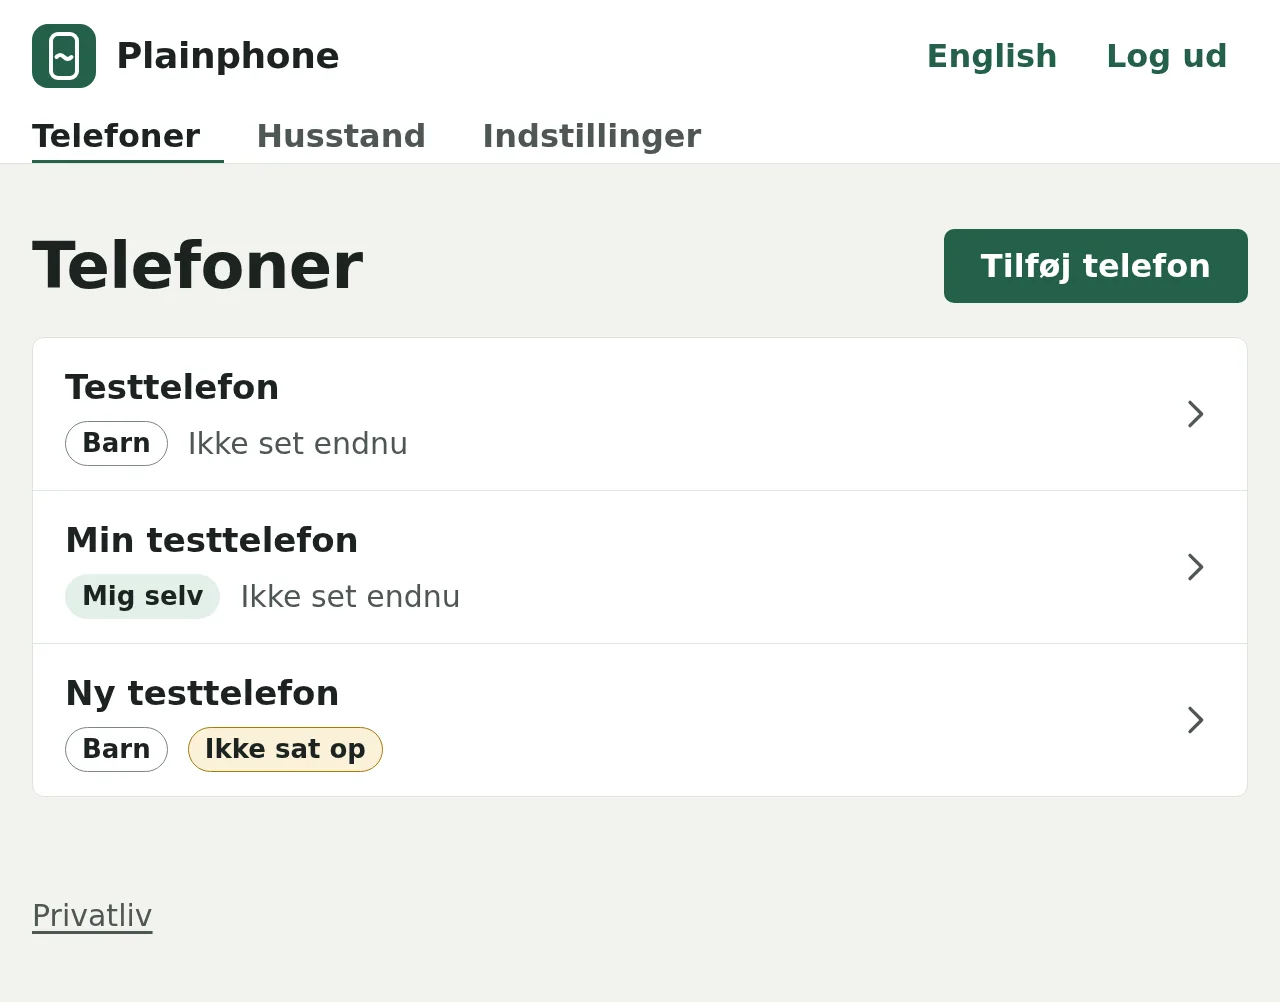 Plainphone
English Log ud
Telefoner Husstand Indstillinger
Telefoner
Tilføj telefon
Testtelefon
Barn Ikke set endnu
Min testtelefon
Mig selv Ikke set endnu
Ny testtelefon
Barn Ikke sat op
Privatliv